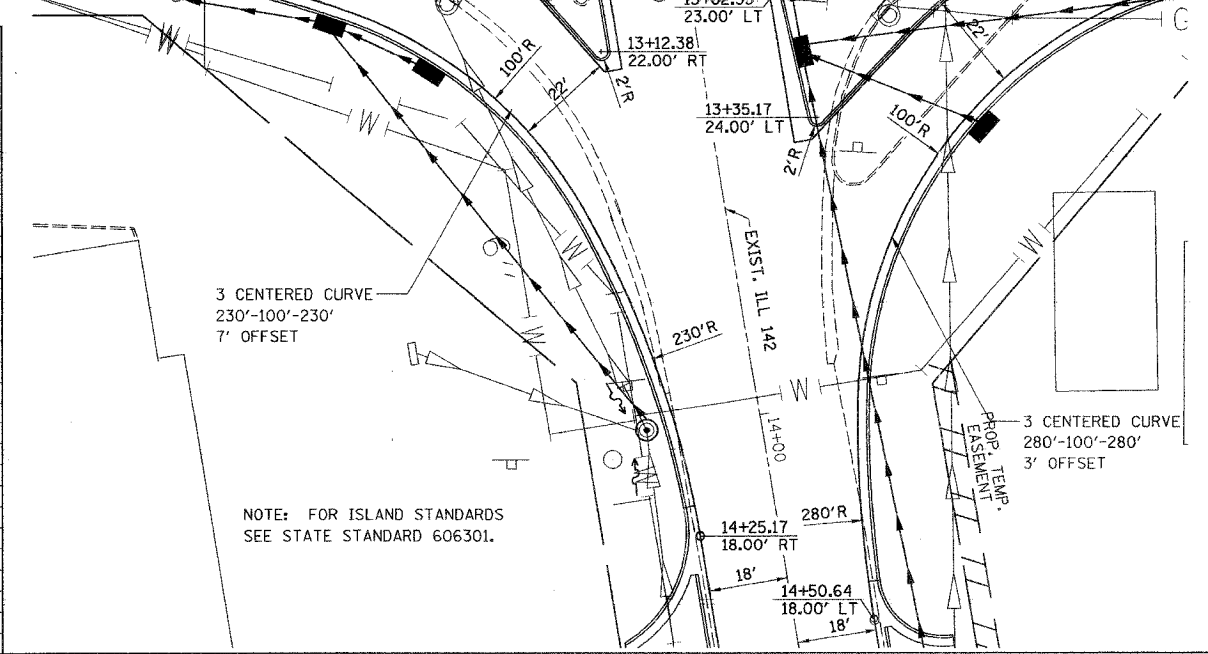 23.00' LT
W
G
13+12.38
22.00' RT
100'R
22'
2'R
22'
13+35.17
24.00' LT
100'R
2'R
W
EXIST. ILL 142
W
W
3 CENTERED CURVE
230'-100'-230'
7' OFFSET
W
230'R
W
14+00
PROP. TEMP.
EASEMENT
3 CENTERED CURVE
280'-100'-280'
3' OFFSET
W
NOTE: FOR ISLAND STANDARDS
SEE STATE STANDARD 606301.
14+25.17
18.00' RT
280'R
18'
14+50.64
18.00' LT
18'